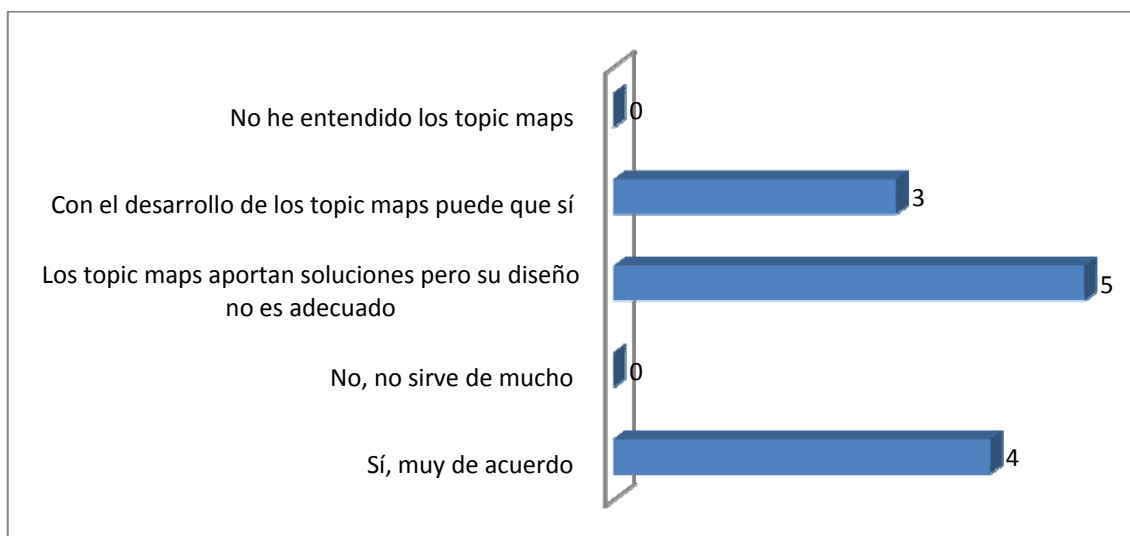 No he entendido los topic maps
0
Con el desarrollo de los topic maps puede que sí
3
Los topic maps aportan soluciones pero su diseño
no es adecuado
5
No, no sirve de mucho
0
Sí, muy de acuerdo
4